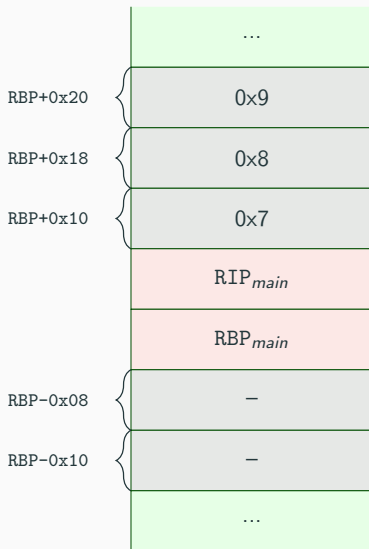 ...
RBP+0x20 0x9
RBP+0x18 0x8
RBP+0x10 0x7
RIPmain
RBPmain
RBP-0x08 –
RBP-0x10 –
...